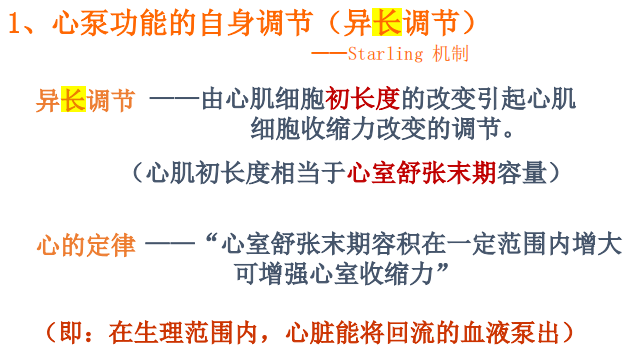 1、心泵功能的自身调节（异长调节）
——Starling 机制
异长调节 ——由心肌细胞初长度的改变引起心肌
细胞收缩力改变的调节。
（心肌初长度相当于心室舒张末期容量）
心的定律 ——“心室舒张末期容积在一定范围内增大
可增强心室收缩力”
（即：在生理范围内，心脏能将回流的血液泵出）